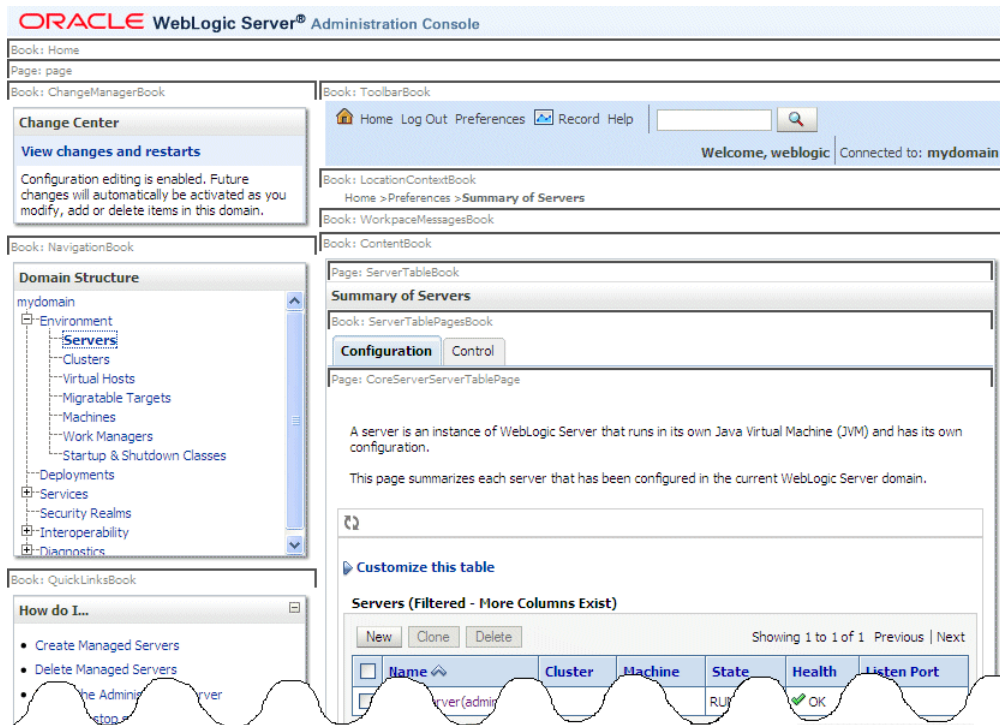 ORACLE WebLogic Server® Administration Console
Book: Home
Page: page
Book: ChangeManagerBook
Change Center
View changes and restarts
Configuration editing is enabled. Future
changes will automatically be activated as you
modify, add or delete items in this domain.
Book: NavigationBook
Domain Structure
mydomain
Environment
Servers
Clusters
Virtual Hosts
Migratable Targets
Machines
Work Managers
Startup & Shutdown Classes
Deployments
Services
Security Realms
Interoperability
Diagnostics
Book: QuickLinksBook
How do I...
Create Managed Servers
Delete Managed Servers
Book: ToolbarBook
Home Log Out Preferences Record Help
Welcome, weblogic Connected to: mydomain
Book: LocationContextBook
Home >Preferences >Summary of Servers
Book: WorkpaceMessagesBook
Book: ContentBook
Page: ServerTableBook
Summary of Servers
Book: ServerTablePagesBook
Configuration Control
Page: CoreServerServerTablePage
A server is an instance of WebLogic Server that runs in its own Java Virtual Machine (JVM) and has its own
configuration.
This page summarizes each server that has been configured in the current WebLogic Server domain.
Customize this table
Servers (Filtered - More Columns Exist)
New Clone Delete Showing 1 to 1 of 1 Previous | Next
Name Cluster Machine State Health Listen Port
OK